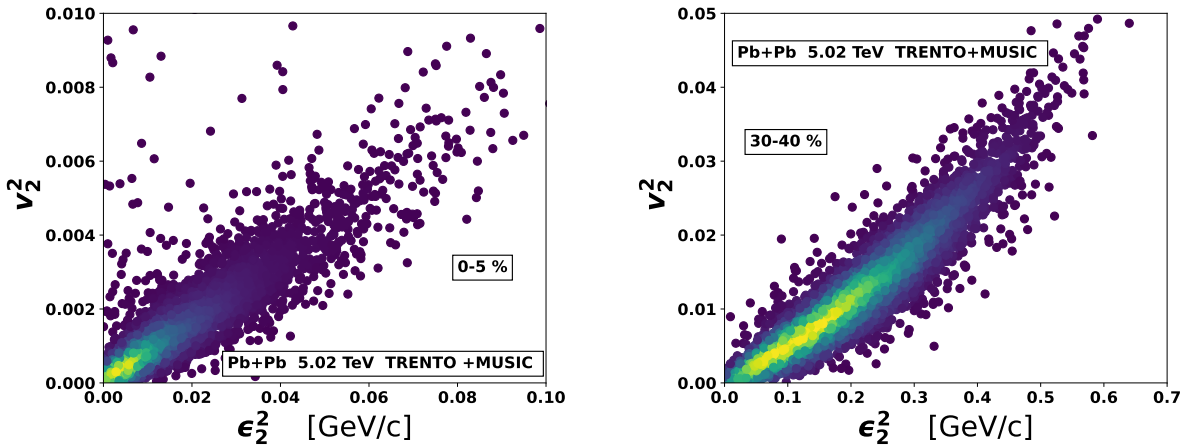 0.010
0.008
0.006
0.004
0.002
0.000
v₂²
0-5 %
Pb+Pb 5.02 TeV TRENTO +MUSIC
0.00 0.02 0.04 0.06 0.08 0.10
ϵ₂² [GeV/c]
0.05
0.04
0.03
0.02
0.01
0.00
v₂²
Pb+Pb 5.02 TeV TRENTO+MUSIC
30-40 %
0.0 0.1 0.2 0.3 0.4 0.5 0.6 0.7
ϵ₂² [GeV/c]